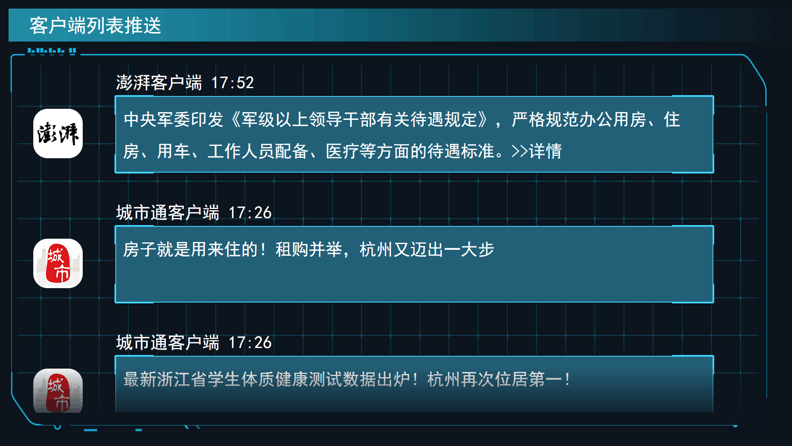 客户端列表推送
澎湃客户端 17:52
澎湃
中央军委印发《军级以上领导干部有关待遇规定》，严格规范办公用房、住
房、用车、工作人员配备、医疗等方面的待遇标准。>>详情
城市通客户端 17:26
城市
房子就是用来住的！租购并举，杭州又迈出一大步
城市通客户端 17:26
城市
最新浙江省学生体质健康测试数据出炉！杭州再次位居第一！